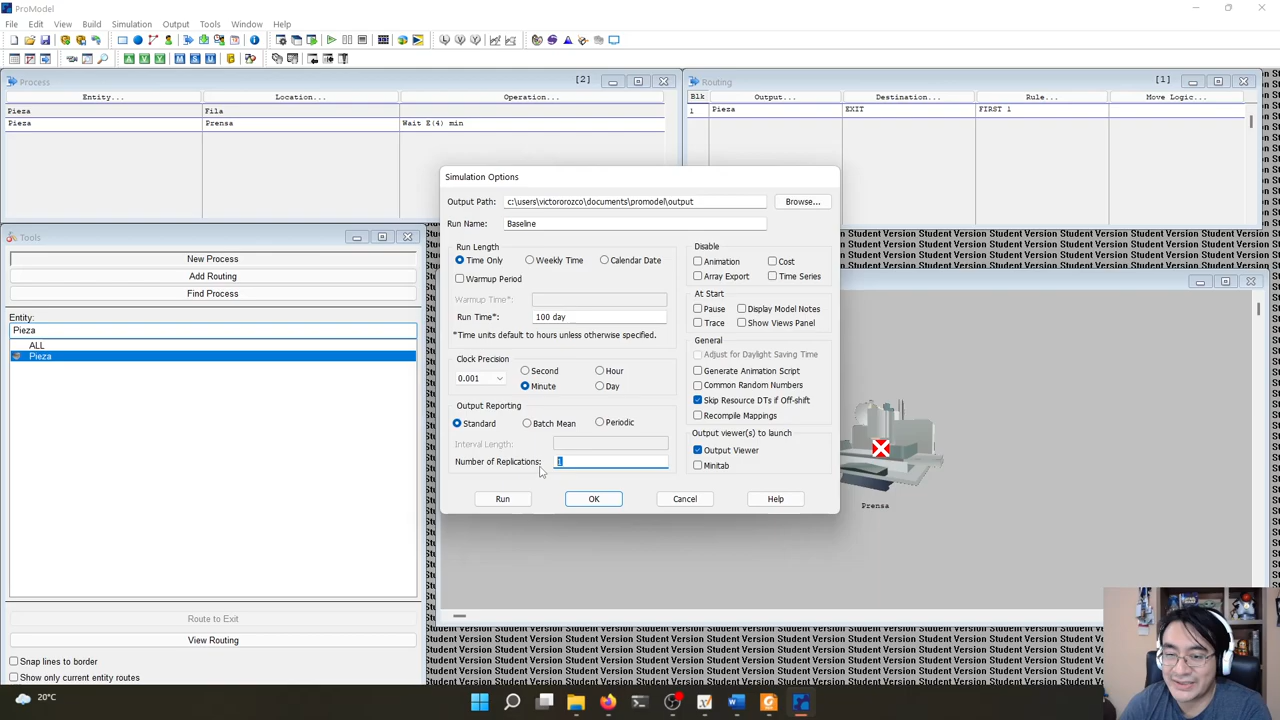 ProModel
File Edit View Build Simulation Output Tools Window Help
Process [2]
Entity... Location... Operation...
Pieza Fila
Pieza Prensa Wait E(4) min
Routing [1]
Blk Output... Destination... Rule... Move Logic...
1 Pieza EXIT FIRST 1
Tools
New Process
Add Routing
Find Process
Entity:
Pieza
ALL
Pieza
Route to Exit
View Routing
Snap lines to border
Show only current entity routes
Simulation Options
Output Path: c:\users\victororozco\documents\promodel\output Browse...
Run Name: Baseline
Run Length
Time Only Weekly Time Calendar Date
Warmup Period
Warmup Time*:
Run Time*: 100 day
*Time units default to hours unless otherwise specified.
Clock Precision
0.001 Second Hour
Minute Day
Output Reporting
Standard Batch Mean Periodic
Interval Length:
Number of Replications: 1
Disable
Animation Cost
Array Export Time Series
At Start
Pause Display Model Notes
Trace Show Views Panel
General
Adjust for Daylight Saving Time
Generate Animation Script
Common Random Numbers
Skip Resource DTs if Off-shift
Recompile Mappings
Output viewer(s) to launch
Output Viewer
Minitab
Run OK Cancel Help
Prensa
Student Version Student Version Student Version Student Version Student Version
20°C